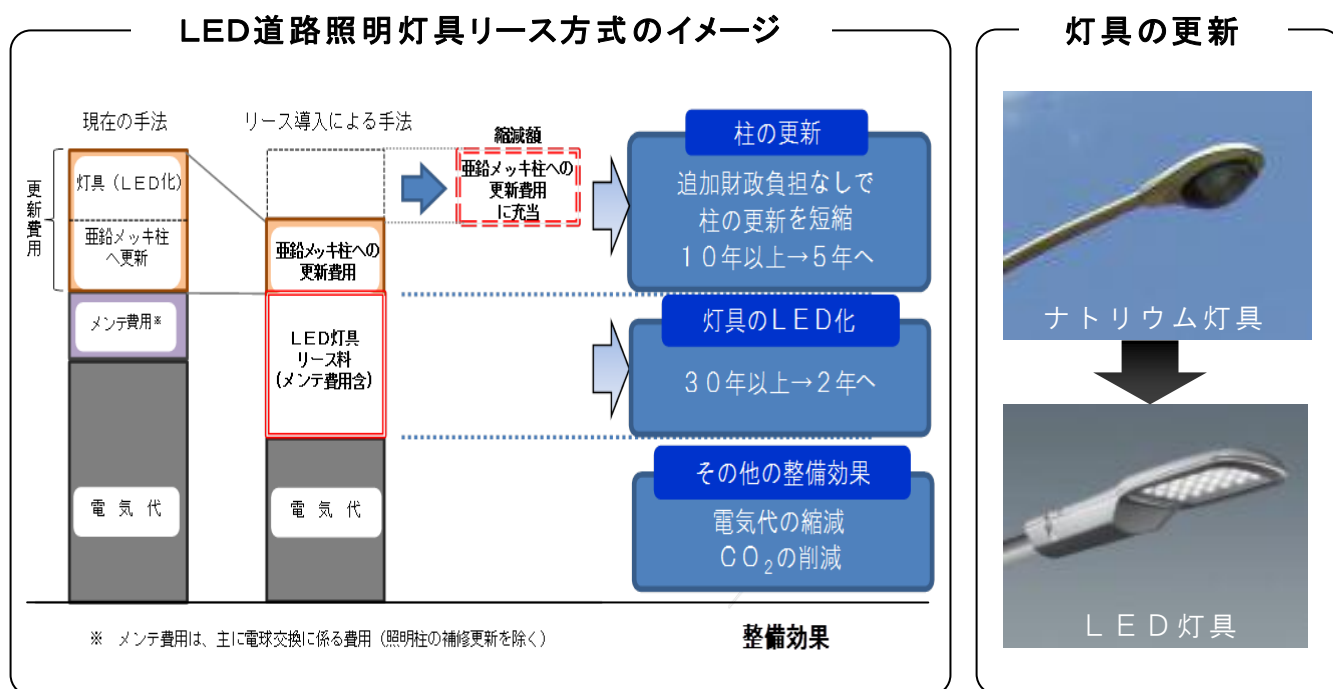 LED道路照明灯具リース方式のイメージ
灯具の更新
現在の手法
リース導入による手法
更新費用
灯具(LED化)
亜鉛メッキ柱
へ更新
メンテ費用※
電気代
亜鉛メッキ柱への
更新費用
LED灯具
リース料
(メンテ費用含)
電気代
縮減額
亜鉛メッキ柱への
更新費用
に充当
柱の更新
追加財政負担なしで
柱の更新を短縮
10年以上→5年へ
灯具のLED化
30年以上→2年へ
その他の整備効果
電気代の縮減
CO₂の削減
※ メンテ費用は、主に電球交換に係る費用(照明柱の補修更新を除く)
整備効果
ナトリウム灯具
LED灯具